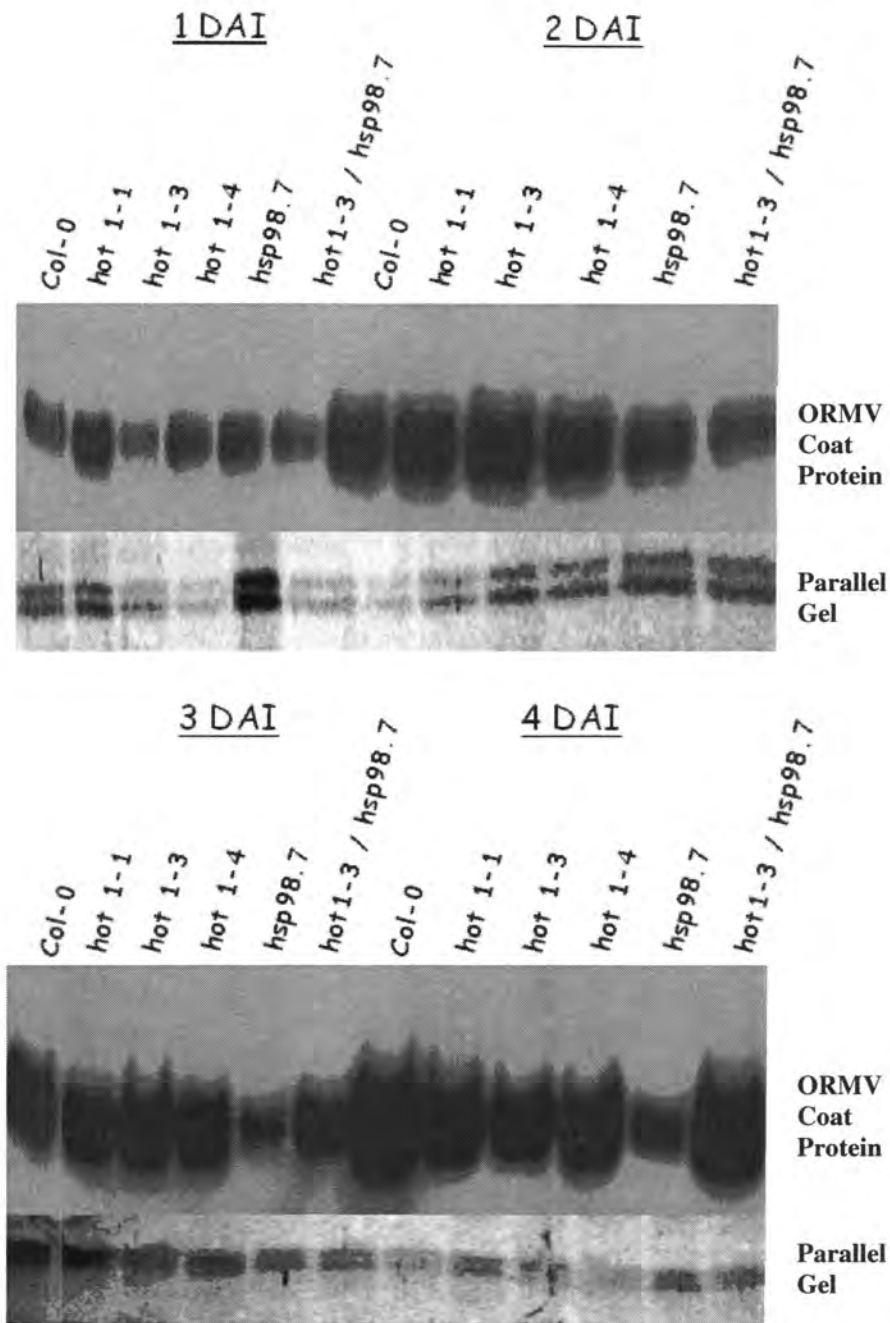 1 DAI 2 DAI
Col-0 hot 1-1 hot 1-3 hot 1-4 hsp98.7 hot1-3 / hsp98.7 Col-0 hot 1-1 hot 1-3 hot 1-4 hsp98.7 hot1-3 / hsp98.7
ORMV
Coat
Protein
Parallel
Gel
3 DAI 4 DAI
Col-0 hot 1-1 hot 1-3 hot 1-4 hsp98.7 hot1-3 / hsp98.7 Col-0 hot 1-1 hot 1-3 hot 1-4 hsp98.7 hot1-3 / hsp98.7
ORMV
Coat
Protein
Parallel
Gel